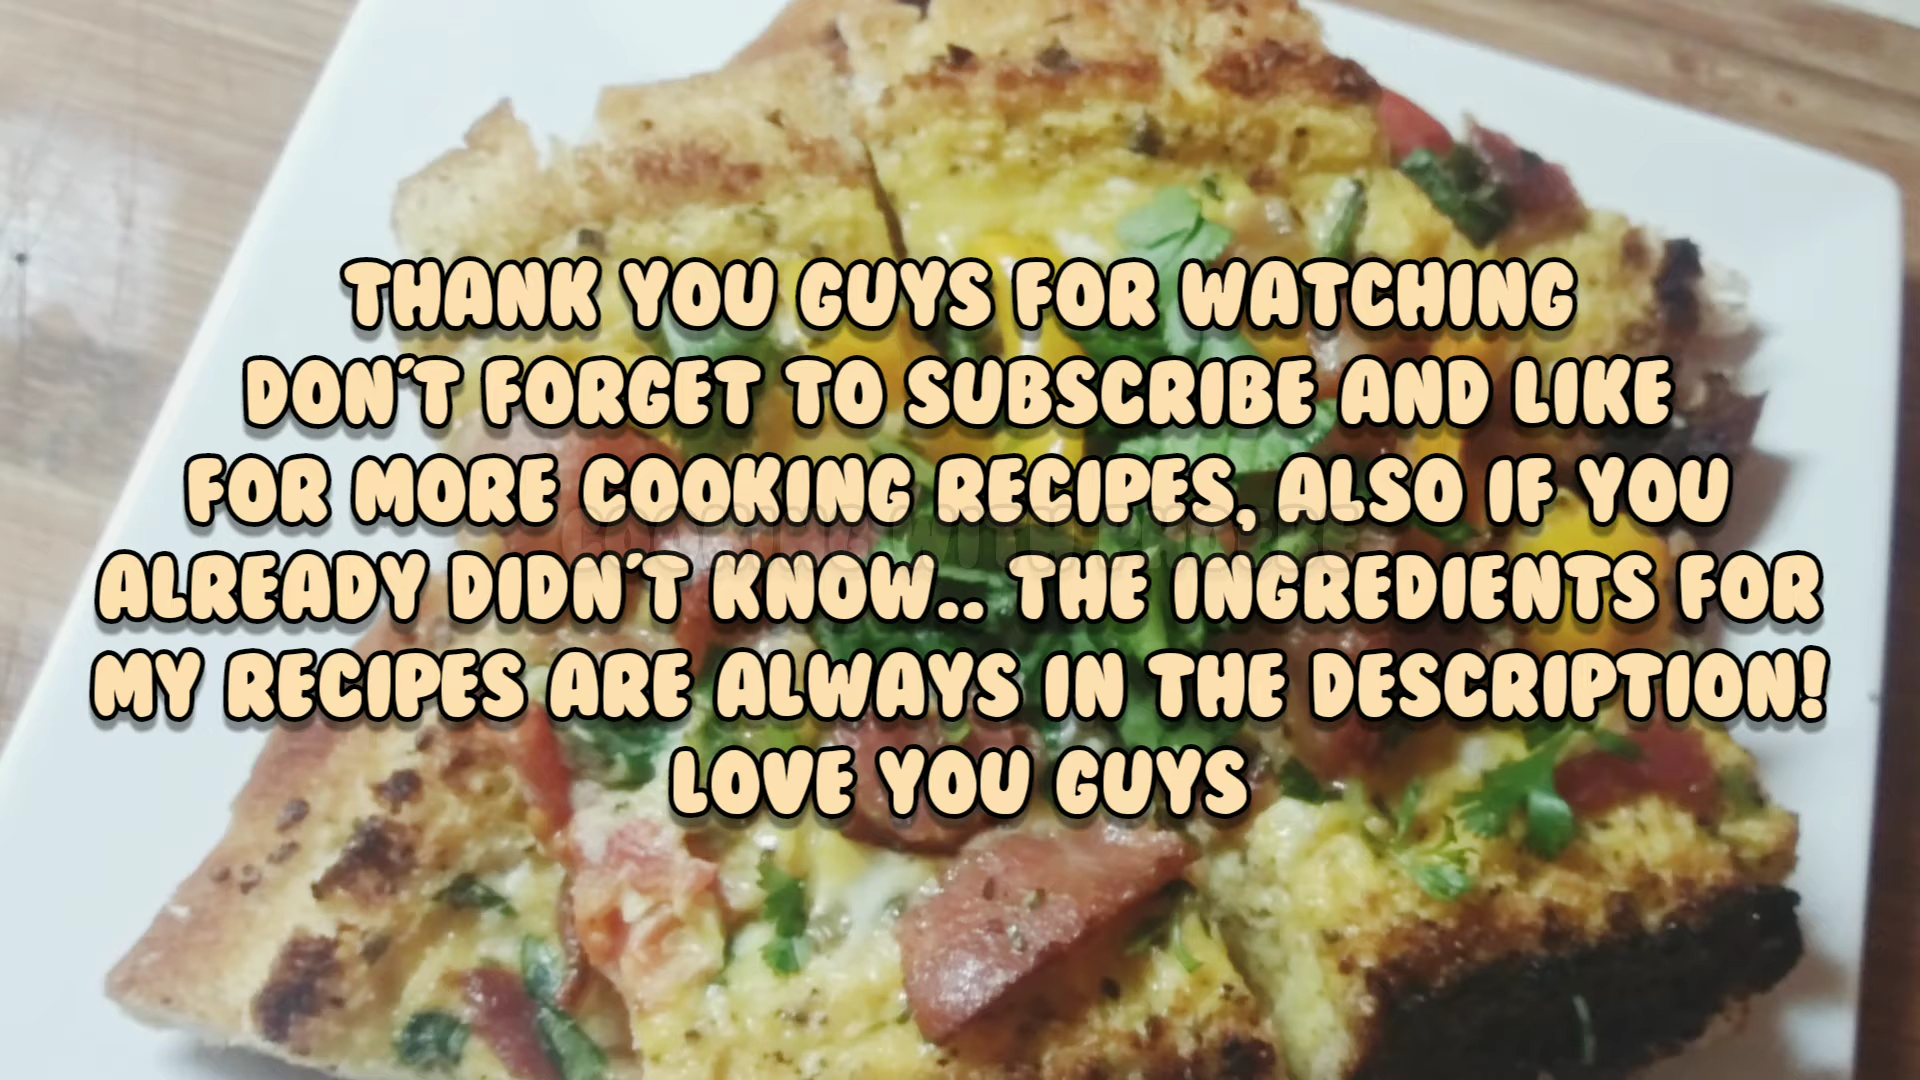 THANK YOU GUYS FOR WATCHING
DON'T FORGET TO SUBSCRIBE AND LIKE
FOR MORE COOKING RECIPES, ALSO IF YOU
ALREADY DIDN'T KNOW.. THE INGREDIENTS FOR
MY RECIPES ARE ALWAYS IN THE DESCRIPTION!
LOVE YOU GUYS